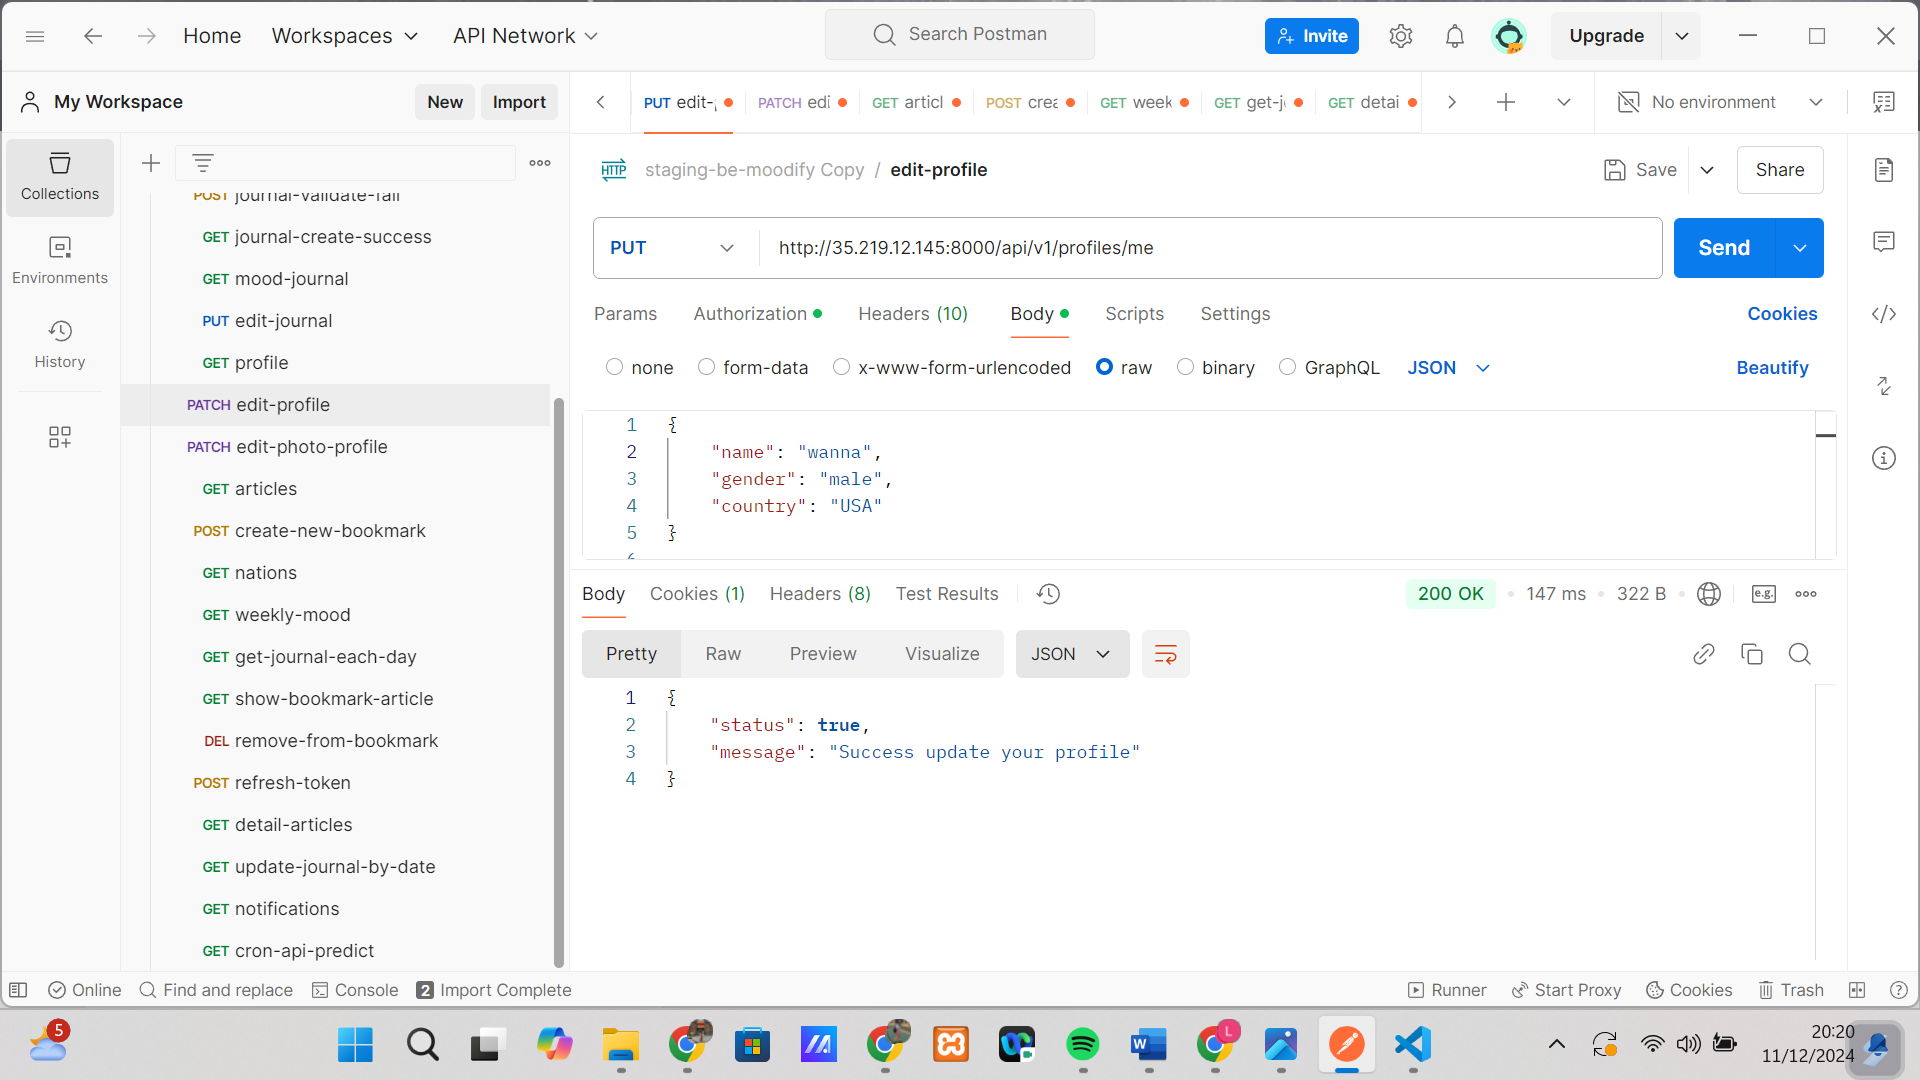 Home
Workspaces
API Network
Search Postman
Invite
Upgrade
My Workspace
New
Import
PUT edit-p
PATCH edi
GET articl
POST crea
GET week
GET get-jo
GET detai
No environment
Collections
Environments
History
POST journal-validate-fail
GET journal-create-success
GET mood-journal
PUT edit-journal
GET profile
PATCH edit-profile
PATCH edit-photo-profile
GET articles
POST create-new-bookmark
GET nations
GET weekly-mood
GET get-journal-each-day
GET show-bookmark-article
DEL remove-from-bookmark
POST refresh-token
GET detail-articles
GET update-journal-by-date
GET notifications
GET cron-api-predict
HTTP staging-be-moodify Copy / edit-profile
Save
Share
PUT
http://35.219.12.145:8000/api/v1/profiles/me
Send
Params
Authorization
Headers (10)
Body
Scripts
Settings
Cookies
none
form-data
x-www-form-urlencoded
raw
binary
GraphQL
JSON
Beautify
1 {
2 "name": "wanna",
3 "gender": "male",
4 "country": "USA"
5 }
6
Body
Cookies (1)
Headers (8)
Test Results
200 OK
147 ms
322 B
e.g.
Pretty
Raw
Preview
Visualize
JSON
1 {
2 "status": true,
3 "message": "Success update your profile"
4 }
Online
Find and replace
Console
2 Import Complete
Runner
Start Proxy
Cookies
Trash
5
L
W
20:20
11/12/2024